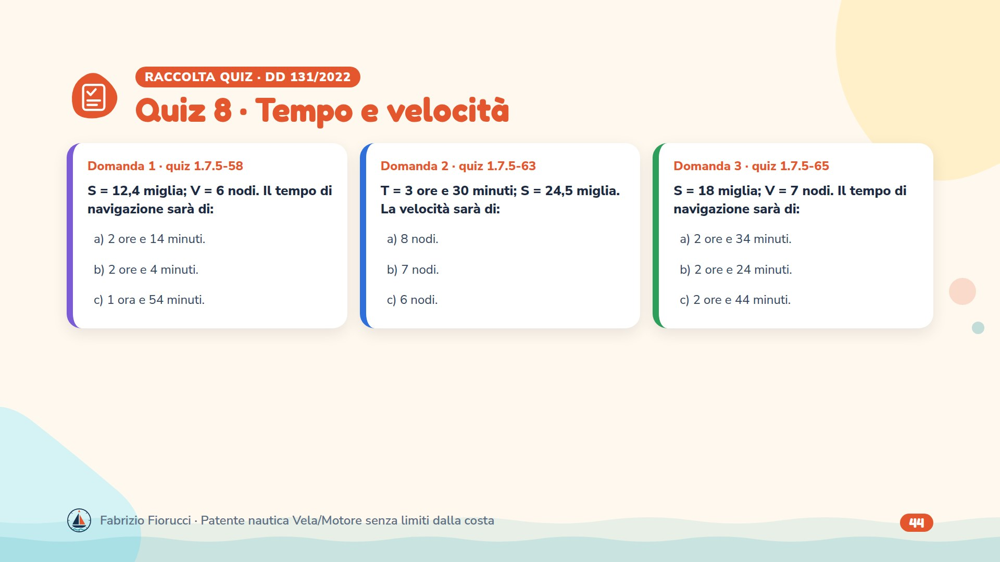 RACCOLTA QUIZ · DD 131/2022
Quiz 8 · Tempo e velocità
Domanda 1 · quiz 1.7.5-58
S = 12,4 miglia; V = 6 nodi. Il tempo di
navigazione sarà di:
a) 2 ore e 14 minuti.
b) 2 ore e 4 minuti.
c) 1 ora e 54 minuti.
Domanda 2 · quiz 1.7.5-63
T = 3 ore e 30 minuti; S = 24,5 miglia.
La velocità sarà di:
a) 8 nodi.
b) 7 nodi.
c) 6 nodi.
Domanda 3 · quiz 1.7.5-65
S = 18 miglia; V = 7 nodi. Il tempo di
navigazione sarà di:
a) 2 ore e 34 minuti.
b) 2 ore e 24 minuti.
c) 2 ore e 44 minuti.
Fabrizio Fiorucci · Patente nautica Vela/Motore senza limiti dalla costa
44